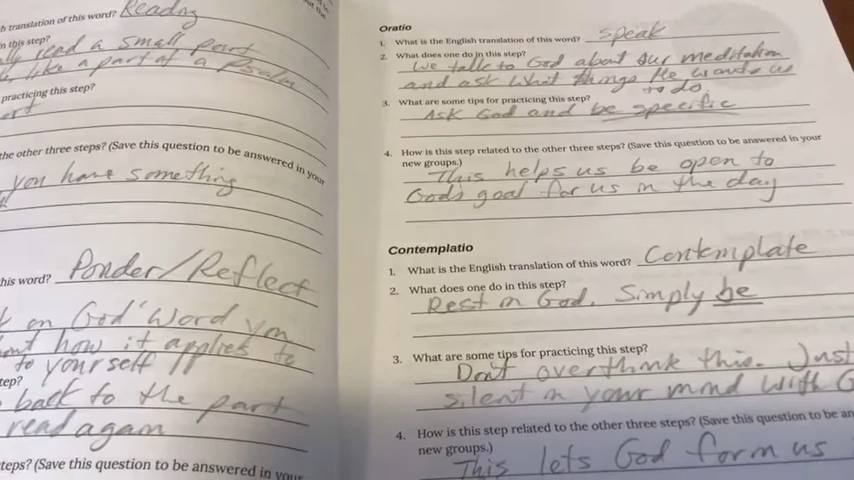 h translation of this word? Reading
n this step?
read a small part
like a part of a Psalm
practicing this step?
the other three steps? (Save this question to be answered in your
you have something
his word? Ponder/Reflect
on God' Word you
how it applies to
to yourself
tep?
back to the part
read again
teps? (Save this question to be answered in your
Oratio
1. What is the English translation of this word? speak
2. What does one do in this step?
We talk to God about our meditation
and ask what things He wants us
to do.
3. What are some tips for practicing this step?
Ask God and be specific
4. How is this step related to the other three steps? (Save this question to be answered in your
new groups.)
This helps us be open to
God's goal for us in the day
Contemplatio
1. What is the English translation of this word? Contemplate
2. What does one do in this step?
Rest in God. Simply be
3. What are some tips for practicing this step?
Don't overthink this. Just
silent in your mind with G
4. How is this step related to the other three steps? (Save this question to be an
new groups.)
This lets God form us